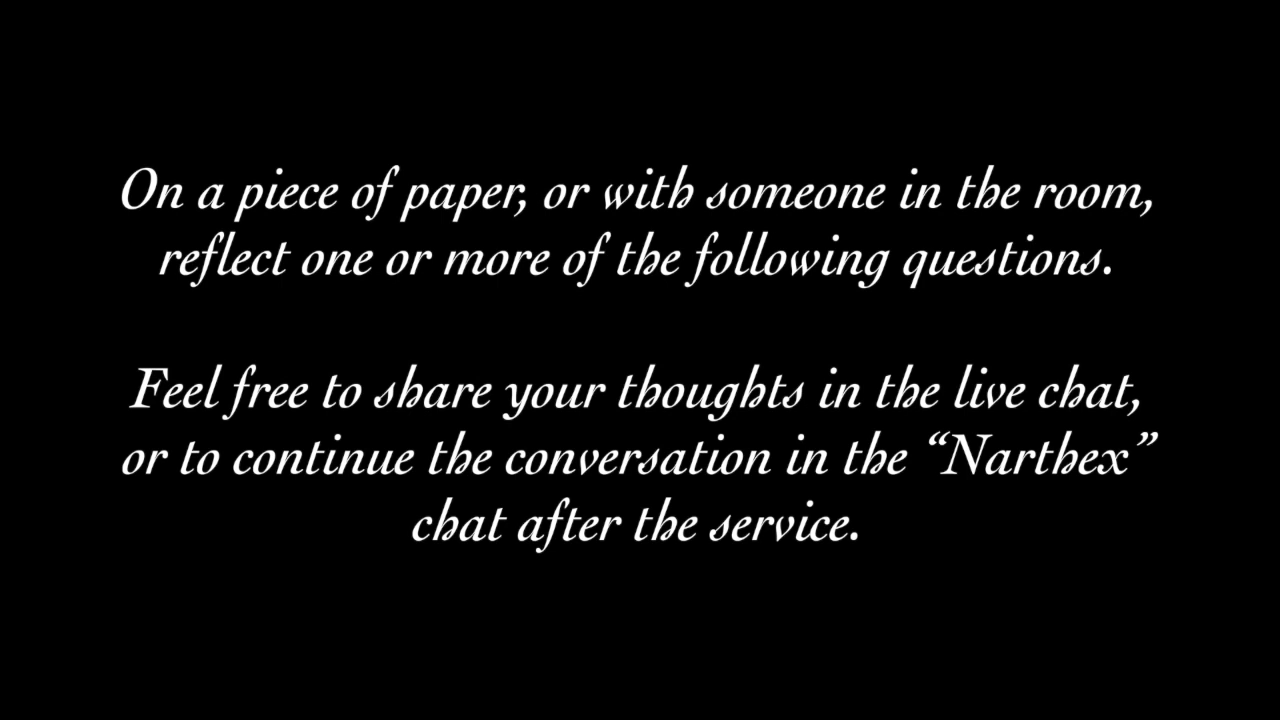 On a piece of paper, or with someone in the room,
reflect one or more of the following questions.
Feel free to share your thoughts in the live chat,
or to continue the conversation in the “Narthex”
chat after the service.